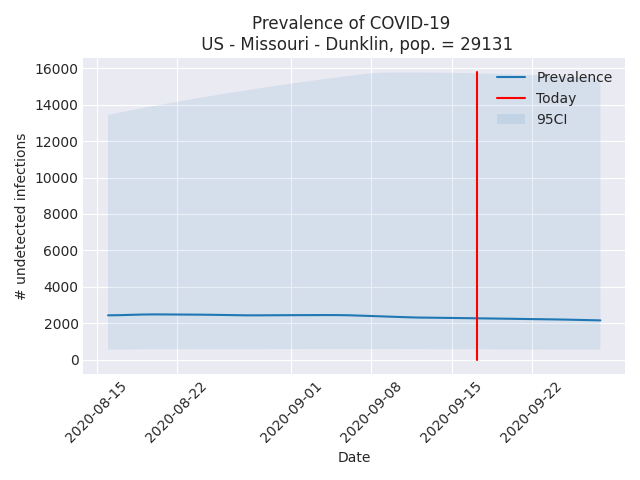 Prevalence of COVID-19
US - Missouri - Dunklin, pop. = 29131
# undetected infections
16000
14000
12000
10000
8000
6000
4000
2000
0
Prevalence
Today
95CI
2020-08-15
2020-08-22
2020-09-01
2020-09-08
2020-09-15
2020-09-22
Date